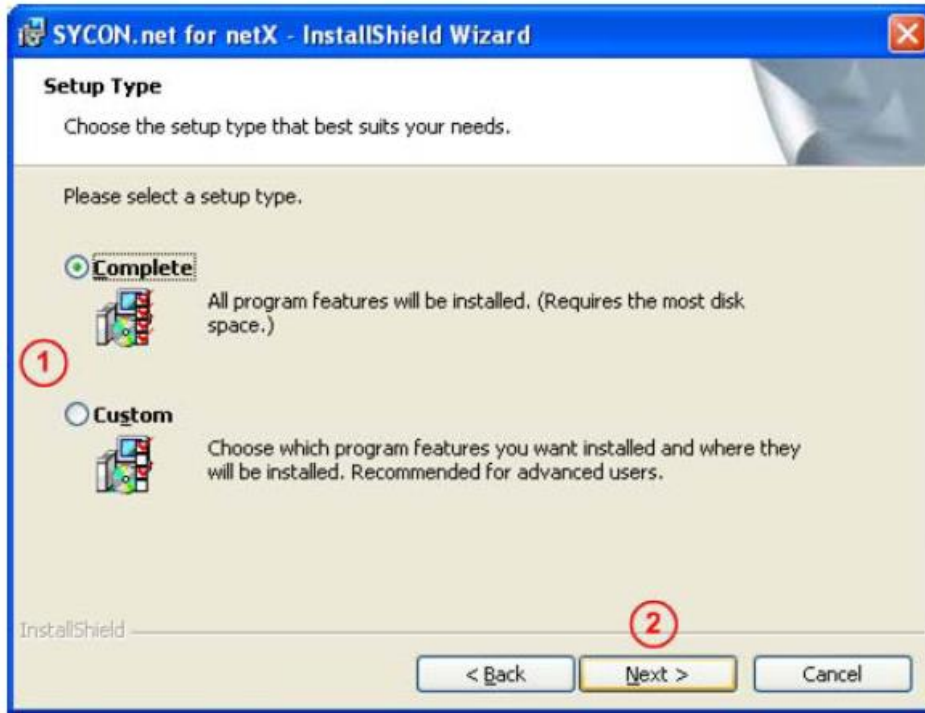 SYCON.net for netX - InstallShield Wizard
Setup Type
Choose the setup type that best suits your needs.
Please select a setup type.
Complete
All program features will be installed. (Requires the most disk
space.)
1
Custom
Choose which program features you want installed and where they
will be installed. Recommended for advanced users.
2
InstallShield
< Back
Next >
Cancel